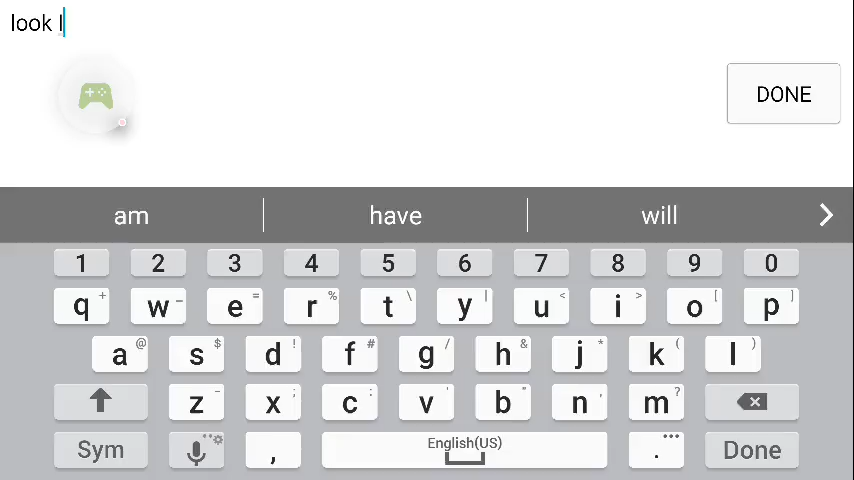 look I
DONE
am have will
1 2 3 4 5 6 7 8 9 0
q + w _ e = r % t \ y | u < i > o [ p ]
a @ s $ d ! f # g / h & j * k ( l )
z - x ; c : v ' b " n , m ?
Sym , English(US) . ... Done